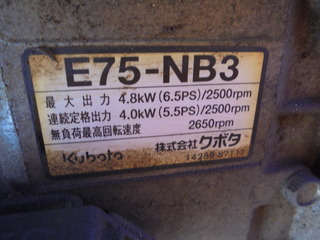 E75-NB3
最大出力 4.8kW(6.5PS)/2500rpm
連続定格出力 4.0kW(5.5PS)/2500rpm
無負荷最高回転速度 2650rpm
Kubota 株式会社クボタ